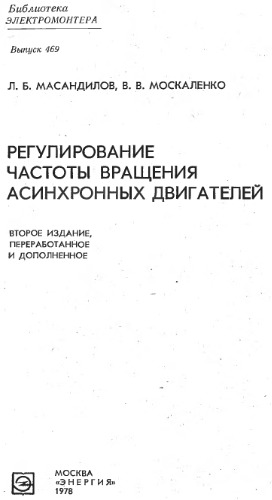 Библиотека
ЭЛЕКТРОМОНТЕРА
Выпуск 469
Л. Б. МАСАНДИЛОВ, В. В. МОСКАЛЕНКО
РЕГУЛИРОВАНИЕ
ЧАСТОТЫ ВРАЩЕНИЯ
АСИНХРОННЫХ ДВИГАТЕЛЕЙ
ВТОРОЕ ИЗДАНИЕ,
ПЕРЕРАБОТАННОЕ
И ДОПОЛНЕННОЕ
МОСКВА
«ЭНЕРГИЯ»
1978